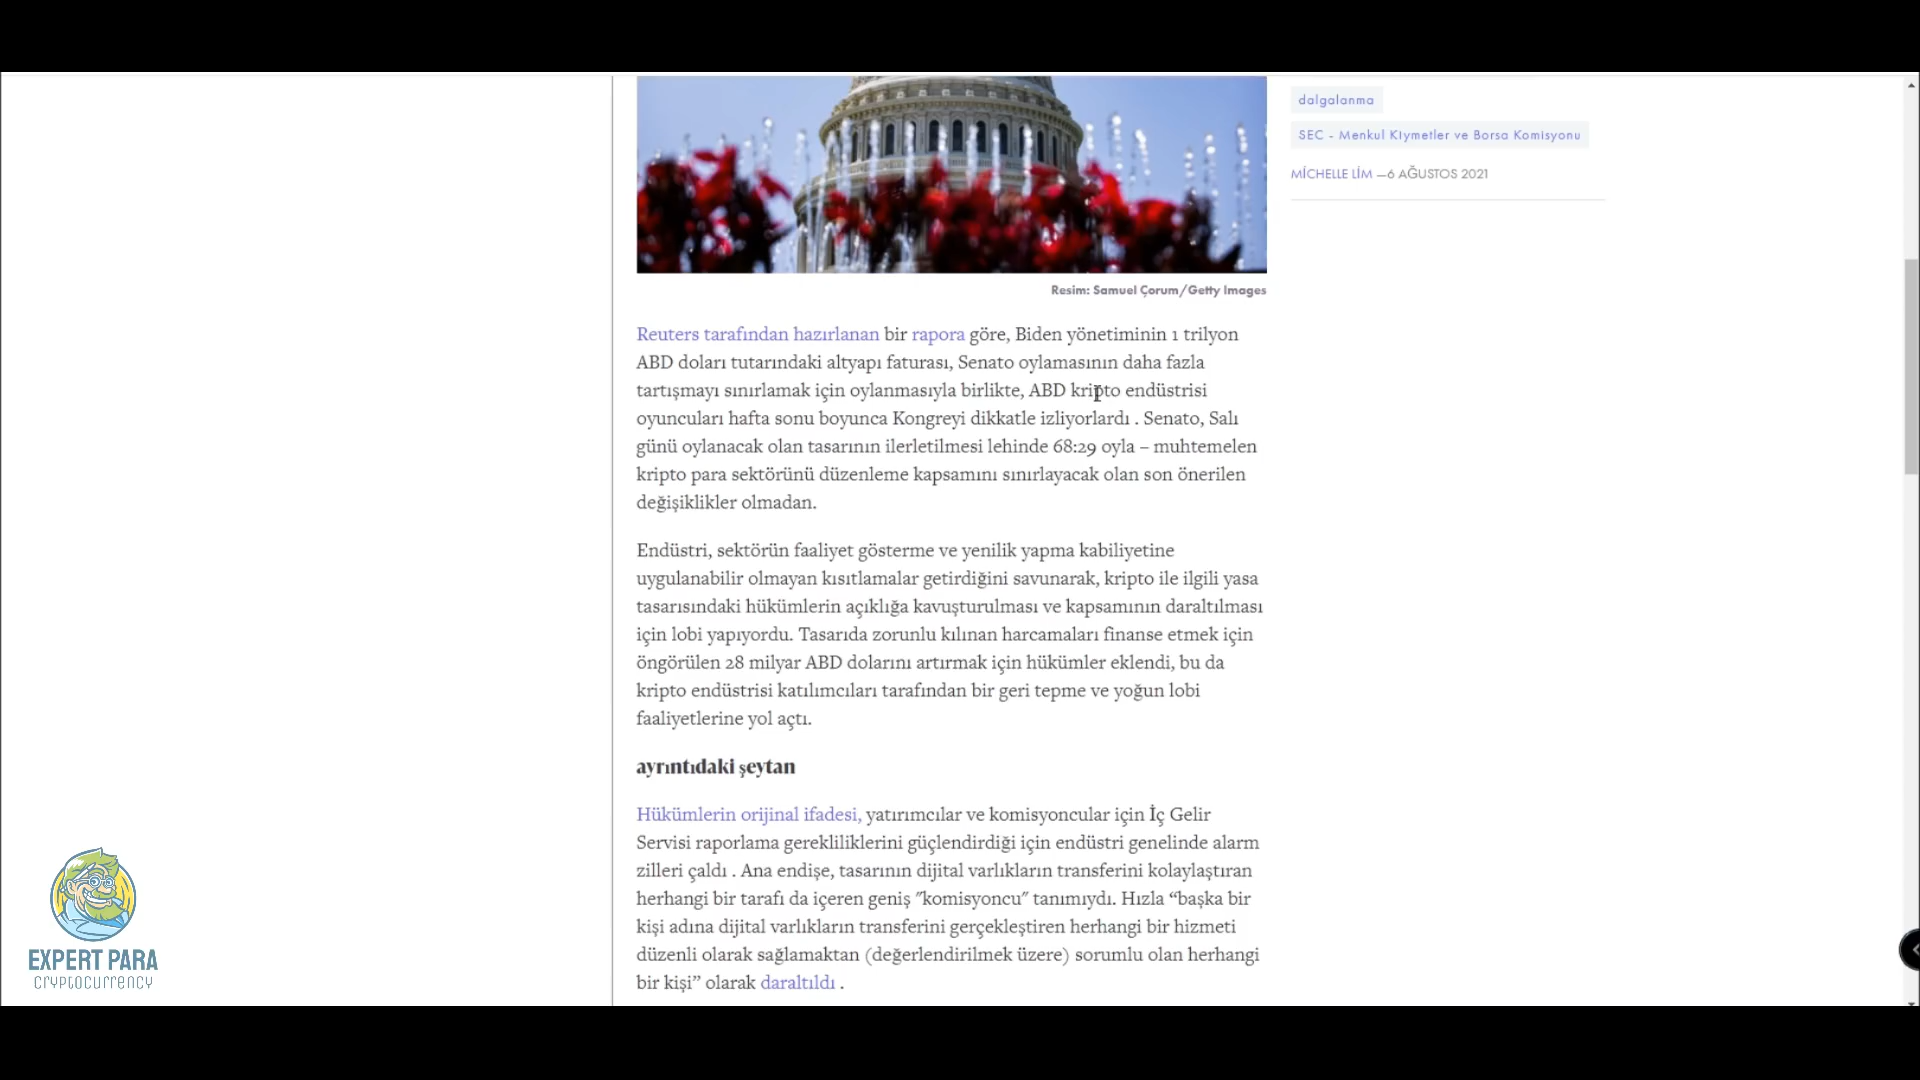 dalgalanma
SEC - Menkul Kıymetler ve Borsa Komisyonu
MİCHELLE LİM —6 AĞUSTOS 2021
Resim: Samuel Çorum/Getty Images
Reuters tarafından hazırlanan bir rapora göre, Biden yönetiminin 1 trilyon
ABD doları tutarındaki altyapı faturası, Senato oylamasının daha fazla
tartışmayı sınırlamak için oylanmasıyla birlikte, ABD kripto endüstrisi
oyuncuları hafta sonu boyunca Kongreyi dikkatle izliyorlardı . Senato, Salı
günü oylanacak olan tasarının ilerletilmesi lehinde 68:29 oyla – muhtemelen
kripto para sektörünü düzenleme kapsamını sınırlayacak olan son önerilen
değişiklikler olmadan.
Endüstri, sektörün faaliyet gösterme ve yenilik yapma kabiliyetine
uygulanabilir olmayan kısıtlamalar getirdiğini savunarak, kripto ile ilgili yasa
tasarısındaki hükümlerin açıklığa kavuşturulması ve kapsamının daraltılması
için lobi yapıyordu. Tasarıda zorunlu kılınan harcamaları finanse etmek için
öngörülen 28 milyar ABD dolarını artırmak için hükümler eklendi, bu da
kripto endüstrisi katılımcıları tarafından bir geri tepme ve yoğun lobi
faaliyetlerine yol açtı.
ayrıntıdaki şeytan
Hükümlerin orijinal ifadesi, yatırımcılar ve komisyoncular için İç Gelir
Servisi raporlama gerekliliklerini güçlendirdiği için endüstri genelinde alarm
zilleri çaldı . Ana endişe, tasarının dijital varlıkların transferini kolaylaştıran
herhangi bir tarafı da içeren geniş "komisyoncu" tanımıydı. Hızla “başka bir
kişi adına dijital varlıkların transferini gerçekleştiren herhangi bir hizmeti
düzenli olarak sağlamaktan (değerlendirilmek üzere) sorumlu olan herhangi
bir kişi” olarak daraltıldı .
EXPERT PARA
CRYPTOCURRENCY